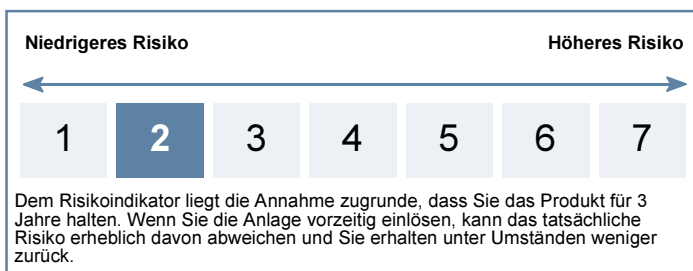 Niedrigeres Risiko Höheres Risiko
1 2 3 4 5 6 7
Dem Risikoindikator liegt die Annahme zugrunde, dass Sie das Produkt für 3
Jahre halten. Wenn Sie die Anlage vorzeitig einlösen, kann das tatsächliche
Risiko erheblich davon abweichen und Sie erhalten unter Umständen weniger
zurück.